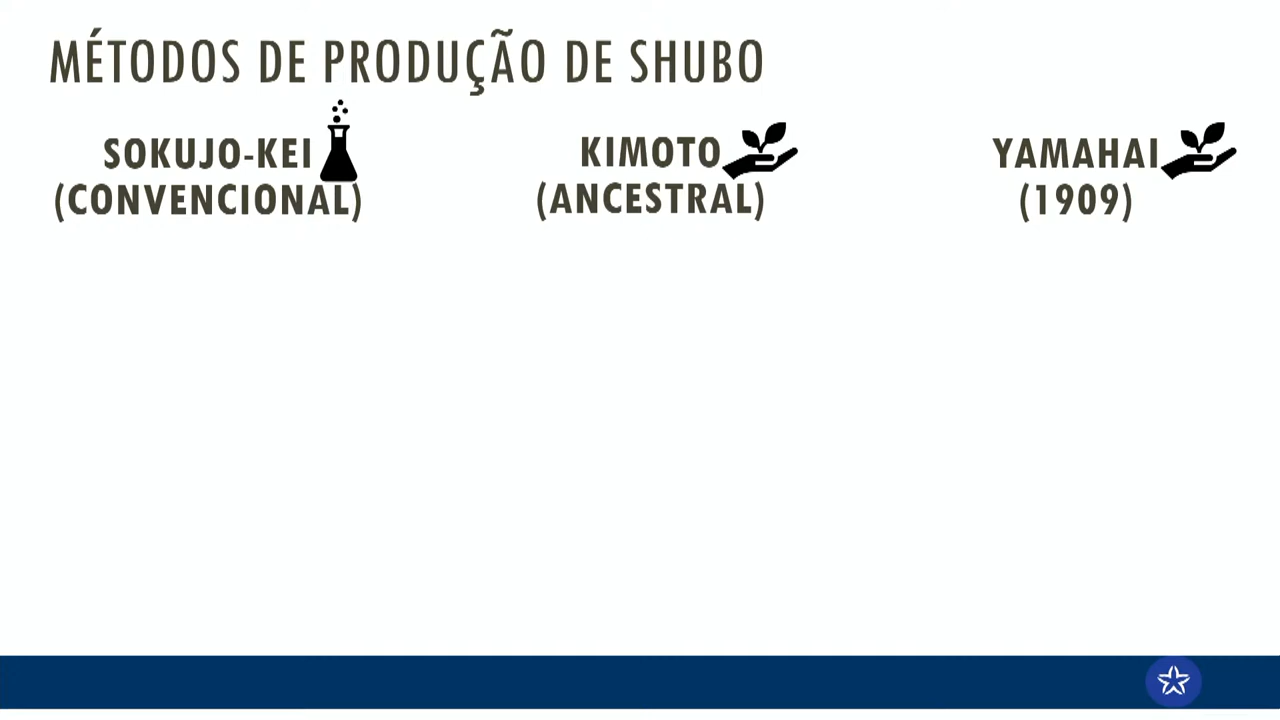 MÉTODOS DE PRODUÇÃO DE SHUBO
SOKUJO-KEI
(CONVENCIONAL)
KIMOTO
(ANCESTRAL)
YAMAHAI
(1909)